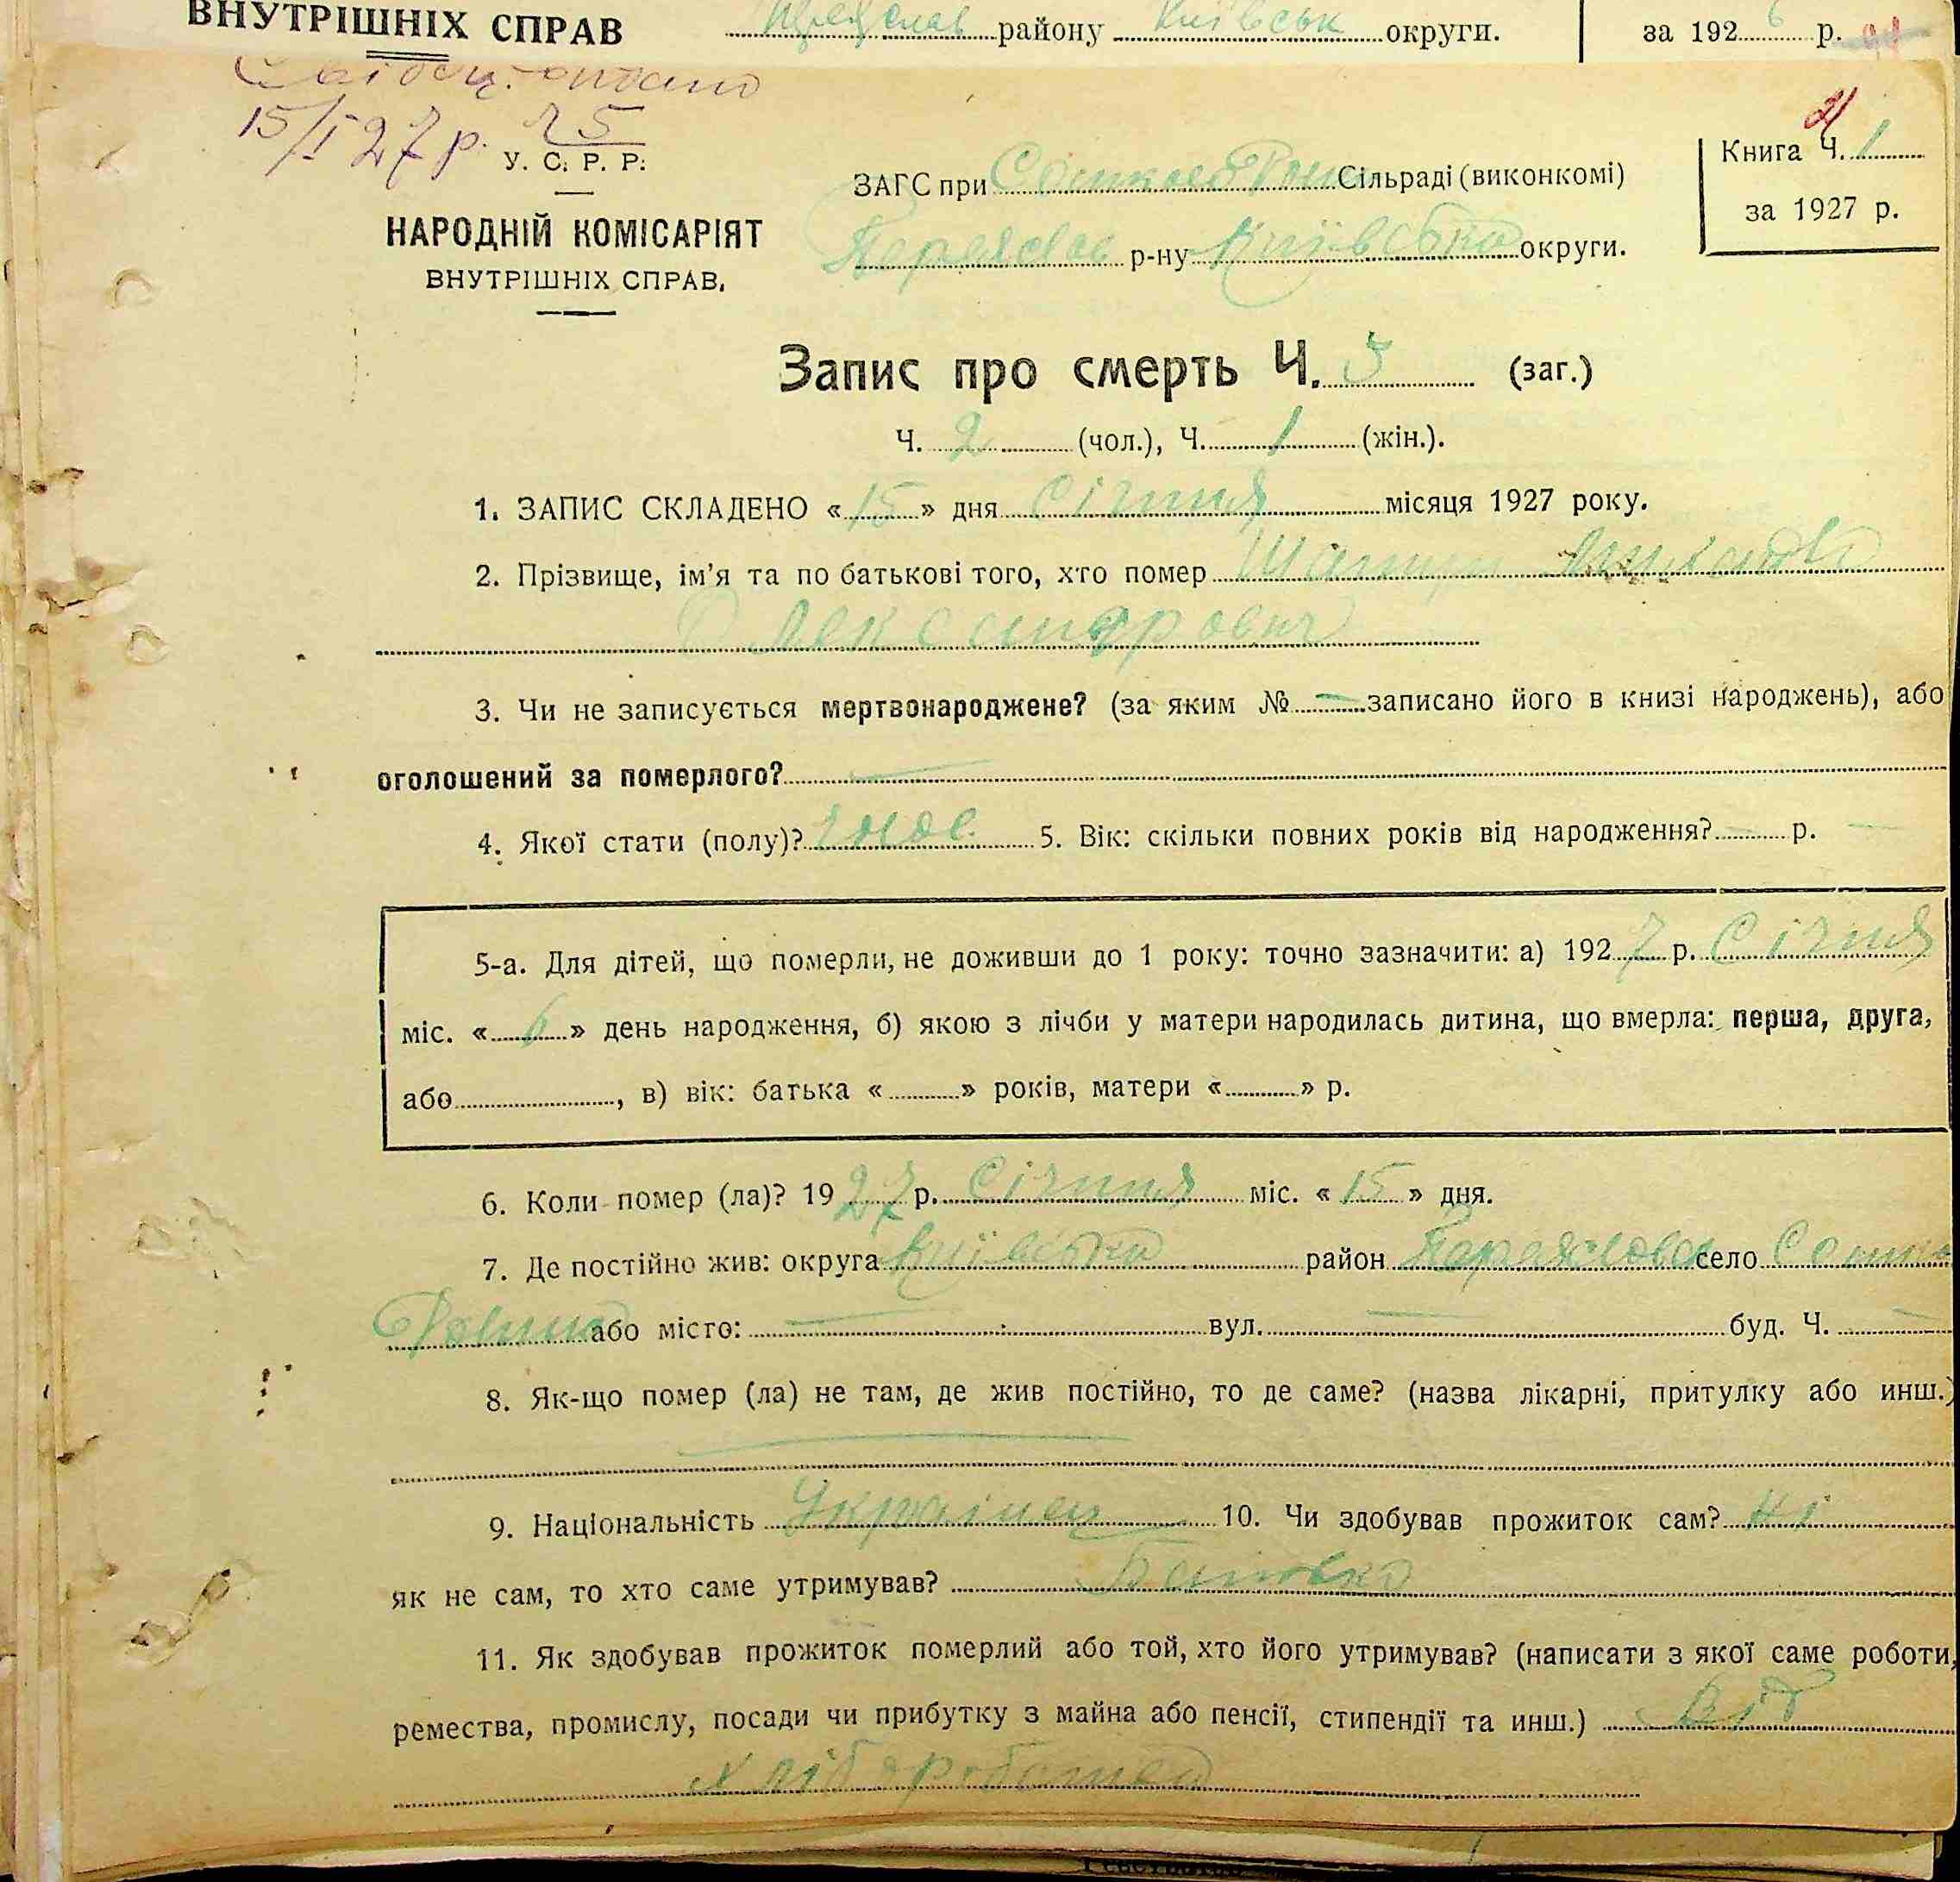 ВНУТРІШНІХ СПРАВ
району Київськ округи.
за 1926 р.
15/I 27 р. 25
У. С. Р. Р.
НАРОДНІЙ КОМІСАРІЯТ
ВНУТРІШНІХ СПРАВ.
ЗАГС при Сільраді (виконкомі)
Переяслав р-ну Київська округи.
Книга Ч. 1
за 1927 р.
Запис про смерть Ч. 3 (заг.)
Ч. 2 (чол.), Ч. 1 (жін.).
1. ЗАПИС СКЛАДЕНО « 15 » дня Січня місяця 1927 року.
2. Прізвище, ім'я та по батькові того, хто помер
Олександрович
3. Чи не записується мертвонароджене? (за яким № — записано його в книзі народжень), або
оголошений за померлого? —
4. Якої стати (полу)? чолов. 5. Вік: скільки повних років від народження? — р. —
5-а. Для дітей, що померли, не доживши до 1 року: точно зазначити: а) 1927 р. Січня
міс. « 6 » день народження, б) якою з лічби у матери народилась дитина, що вмерла: перша, друга,
або , в) вік: батька « » років, матери « » р.
6. Коли помер (ла)? 1927 р. Січня міс. « 15 » дня.
7. Де постійно жив: округа Київська район село
або місто: — вул. — буд. Ч. —
8. Як-що помер (ла) не там, де жив постійно, то де саме? (назва лікарні, притулку або инш.)
—
9. Національність Українец 10. Чи здобував прожиток сам? Ні
як не сам, то хто саме утримував? Батько
11. Як здобував прожиток померлий або той, хто його утримував? (написати з якої саме роботи,
ремества, промислу, посади чи прибутку з майна або пенсії, стипендії та инш.) Від